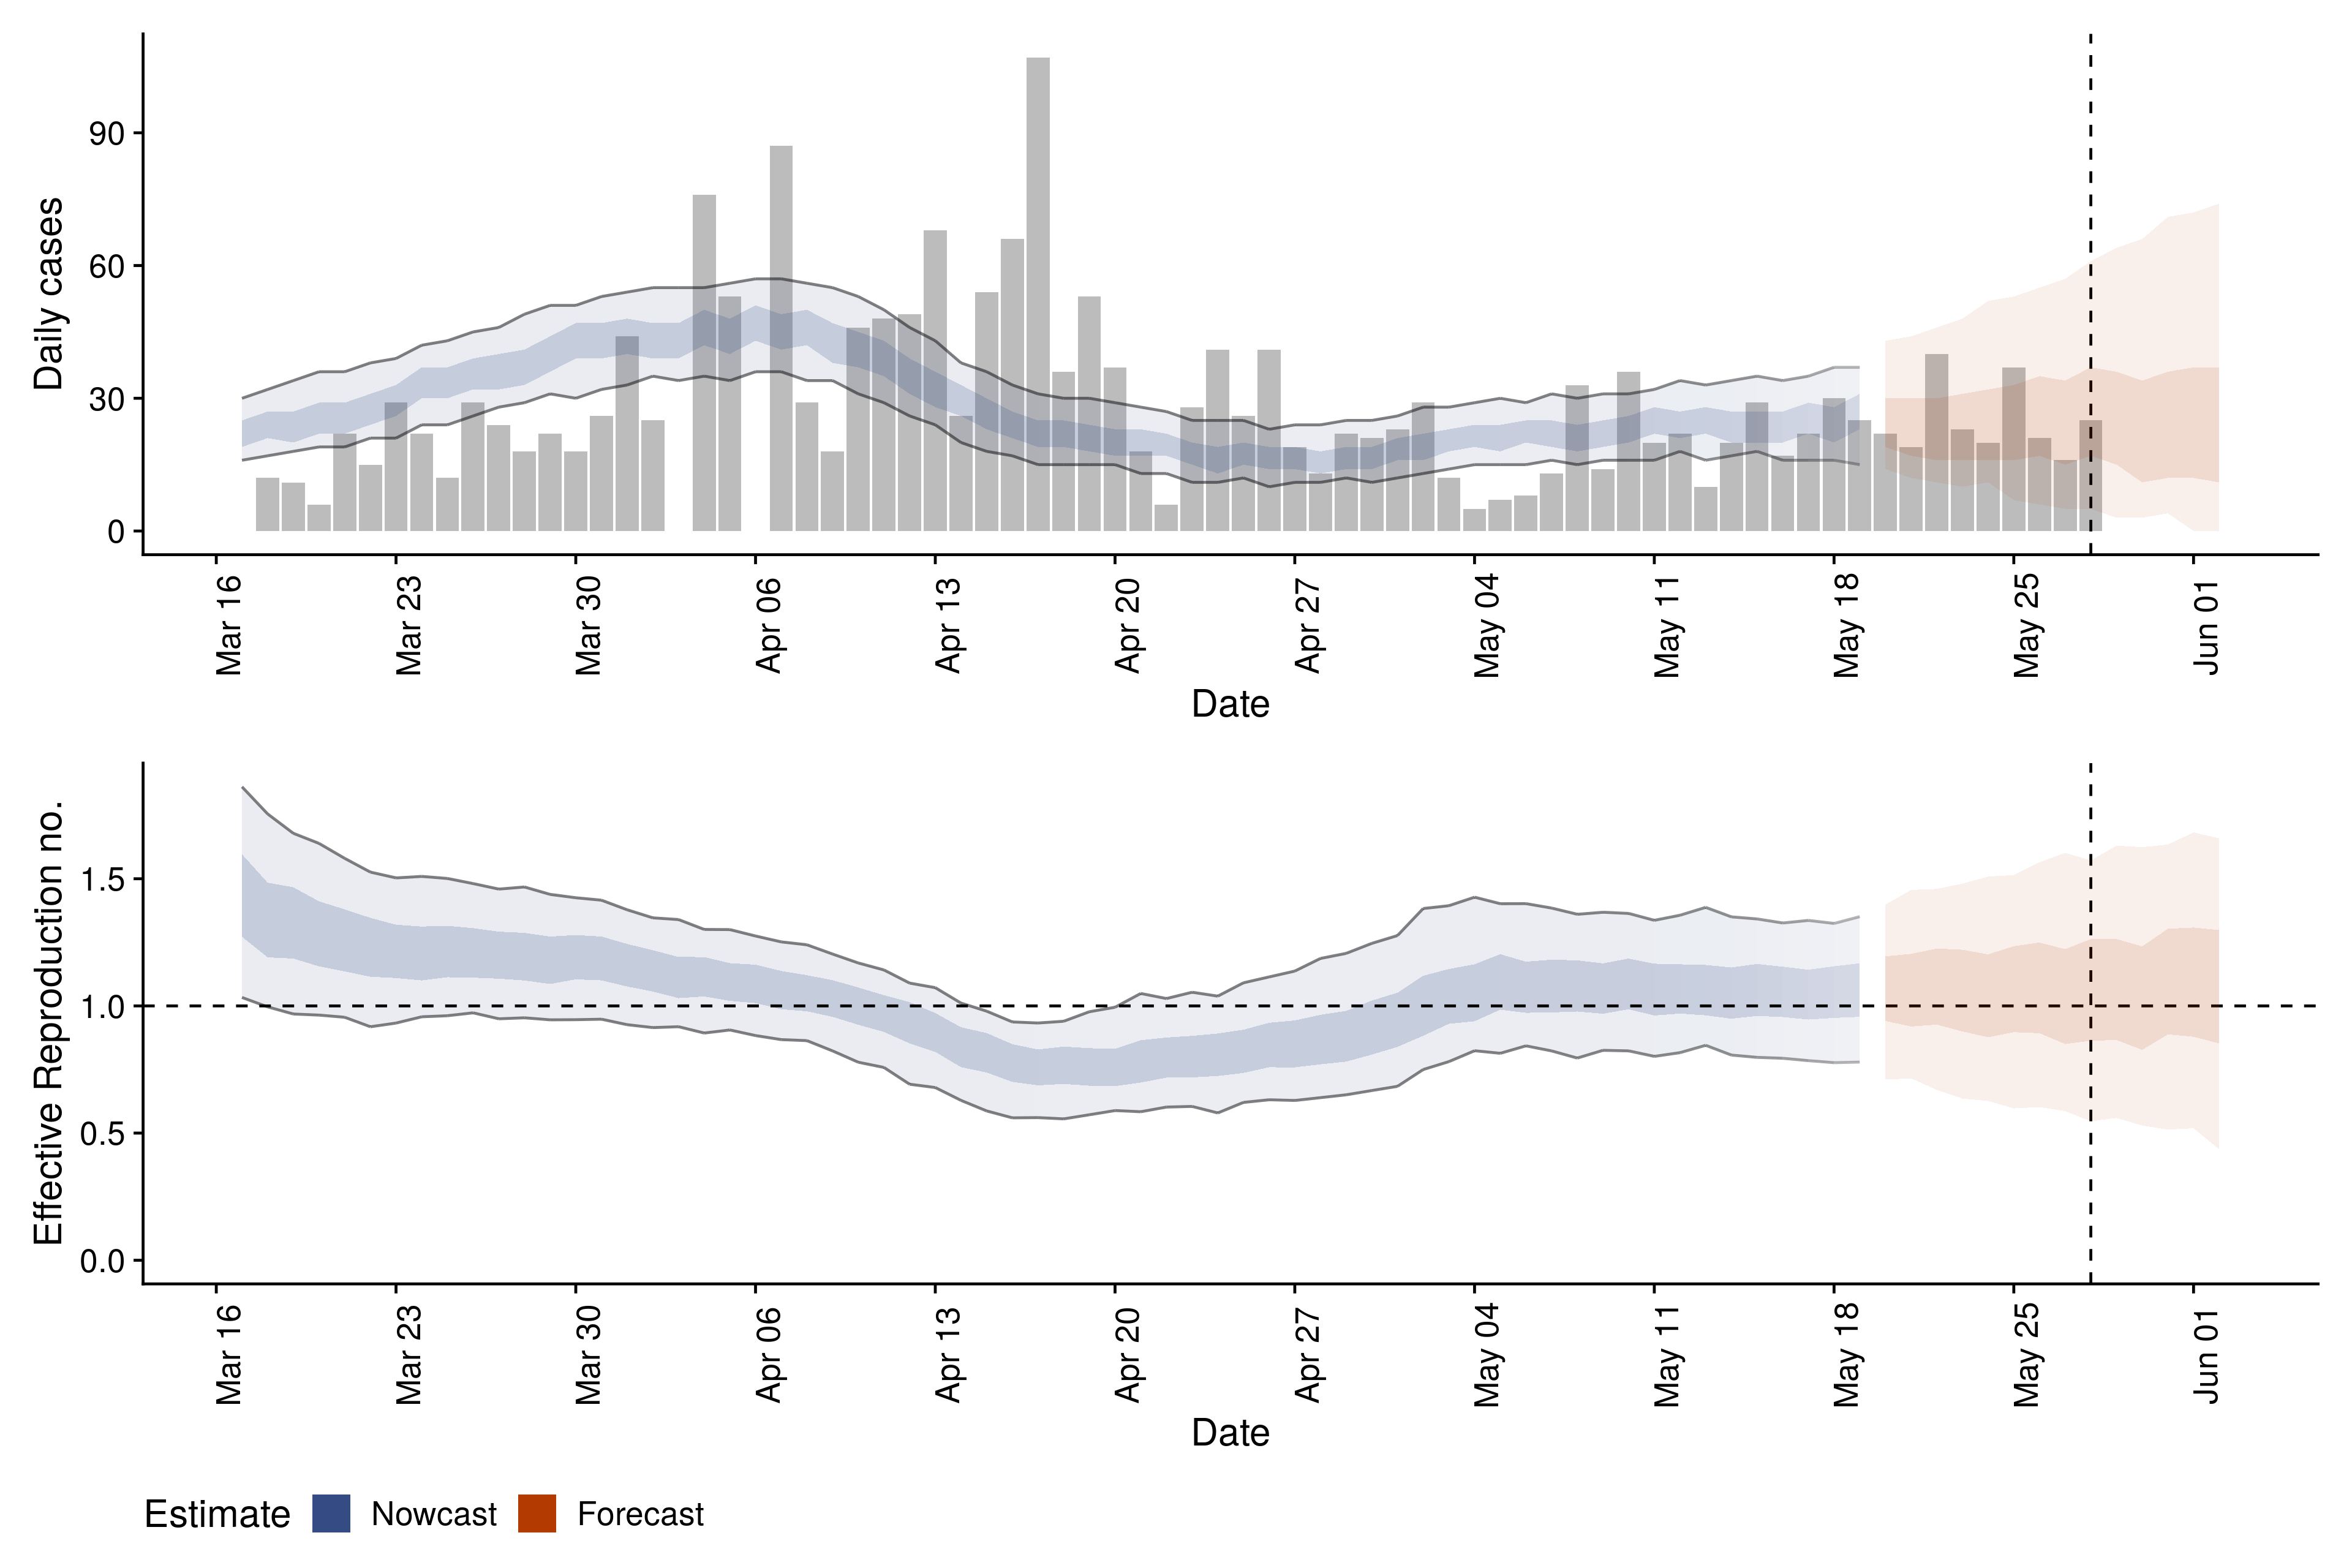 Daily cases
90
60
30
0
Mar 16
Mar 23
Mar 30
Apr 06
Apr 13
Apr 20
Apr 27
May 04
May 11
May 18
May 25
Jun 01
Date
Effective Reproduction no.
1.5
1.0
0.5
0.0
Mar 16
Mar 23
Mar 30
Apr 06
Apr 13
Apr 20
Apr 27
May 04
May 11
May 18
May 25
Jun 01
Date
Estimate Nowcast Forecast